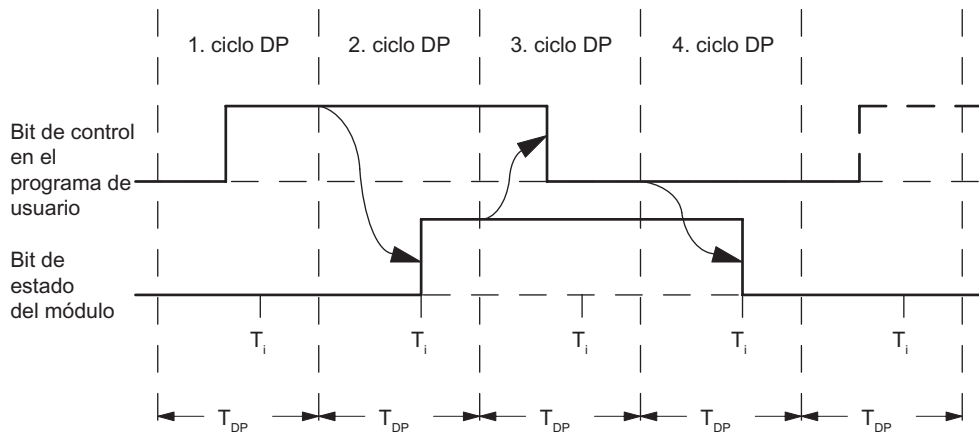 1. ciclo DP
2. ciclo DP
3. ciclo DP
4. ciclo DP
Bit de control
en el
programa de
usuario
Bit de
estado
del módulo
Ti
Ti
Ti
Ti
Ti
TDP
TDP
TDP
TDP
TDP